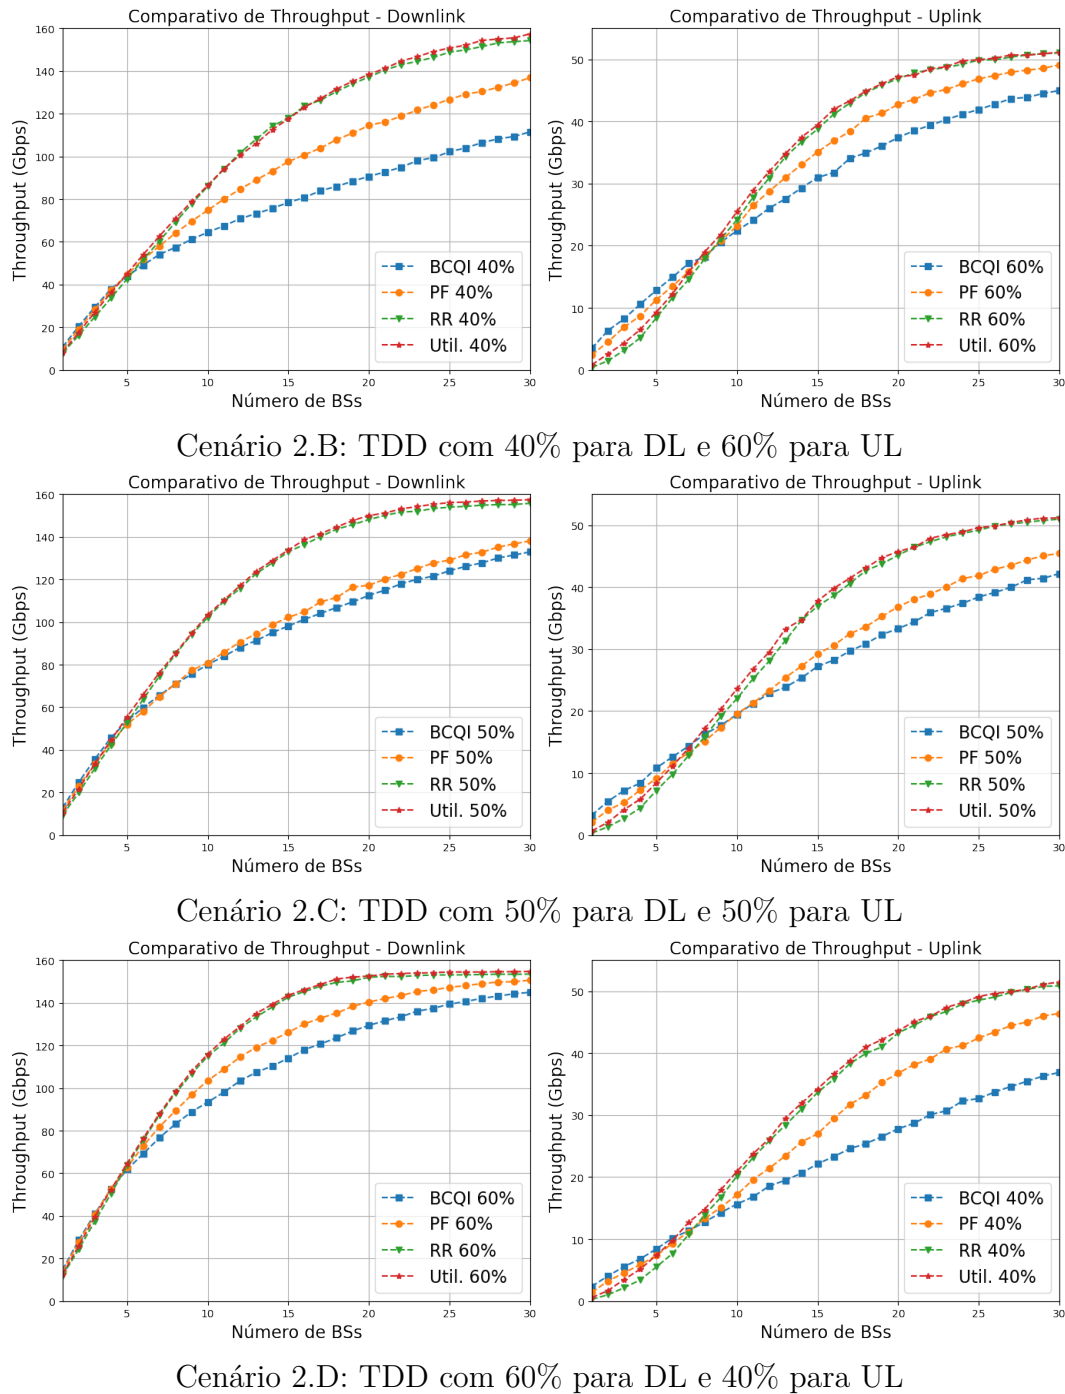 Comparativo de Throughput - Downlink
Throughput (Gbps)
160
140
120
100
80
60
40
20
0
5
10
15
20
25
30
Número de BSs
BCQI 40%
PF 40%
RR 40%
Util. 40%
Comparativo de Throughput - Uplink
Throughput (Gbps)
50
40
30
20
10
0
5
10
15
20
25
30
Número de BSs
BCQI 60%
PF 60%
RR 60%
Util. 60%
Cenário 2.B: TDD com 40% para DL e 60% para UL
Comparativo de Throughput - Downlink
Throughput (Gbps)
160
140
120
100
80
60
40
20
0
5
10
15
20
25
30
Número de BSs
BCQI 50%
PF 50%
RR 50%
Util. 50%
Comparativo de Throughput - Uplink
Throughput (Gbps)
50
40
30
20
10
0
5
10
15
20
25
30
Número de BSs
BCQI 50%
PF 50%
RR 50%
Util. 50%
Cenário 2.C: TDD com 50% para DL e 50% para UL
Comparativo de Throughput - Downlink
Throughput (Gbps)
160
140
120
100
80
60
40
20
0
5
10
15
20
25
30
Número de BSs
BCQI 60%
PF 60%
RR 60%
Util. 60%
Comparativo de Throughput - Uplink
Throughput (Gbps)
50
40
30
20
10
0
5
10
15
20
25
30
Número de BSs
BCQI 40%
PF 40%
RR 40%
Util. 40%
Cenário 2.D: TDD com 60% para DL e 40% para UL